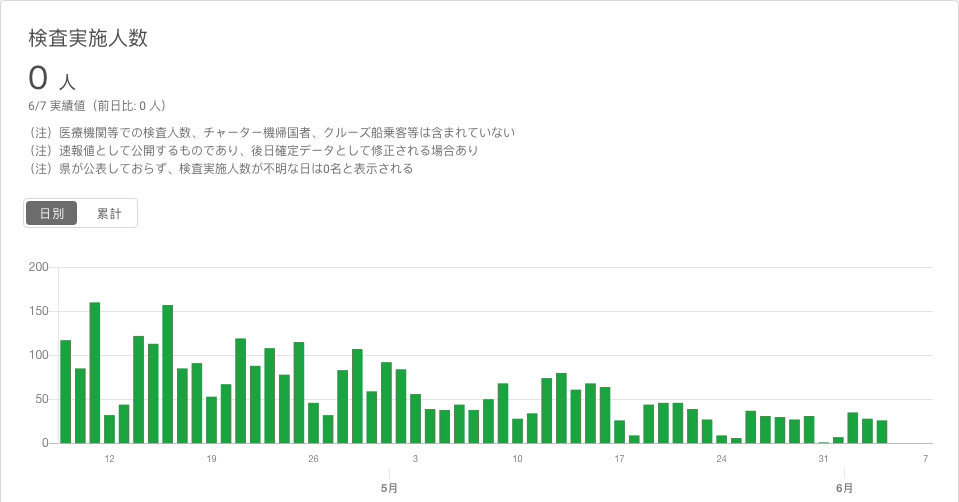 検査実施人数
0 人
6/7 実績値（前日比: 0 人）
（注）医療機関等での検査人数、チャーター機帰国者、クルーズ船乗客等は含まれていない
（注）速報値として公開するものであり、後日確定データとして修正される場合あり
（注）県が公表しておらず、検査実施人数が不明な日は0名と表示される
日別 累計
200
150
100
50
0
12 19 26 3 10 17 24 31 7
5月 6月